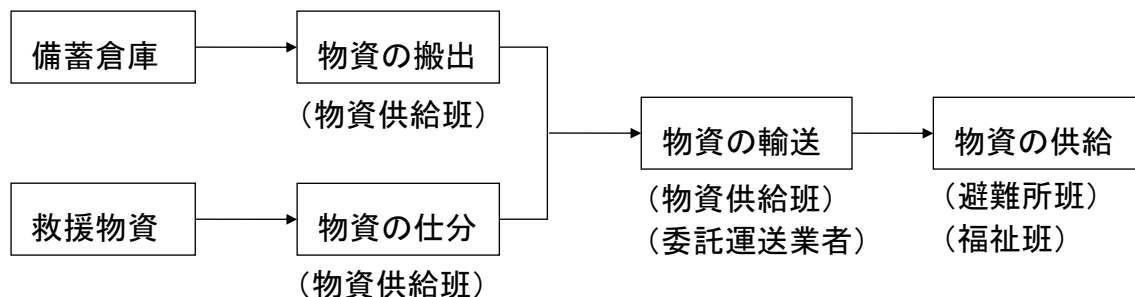 備蓄倉庫
物資の搬出
（物資供給班）
救援物資
物資の仕分
（物資供給班）
物資の輸送
（物資供給班）
（委託運送業者）
物資の供給
（避難所班）
（福祉班）